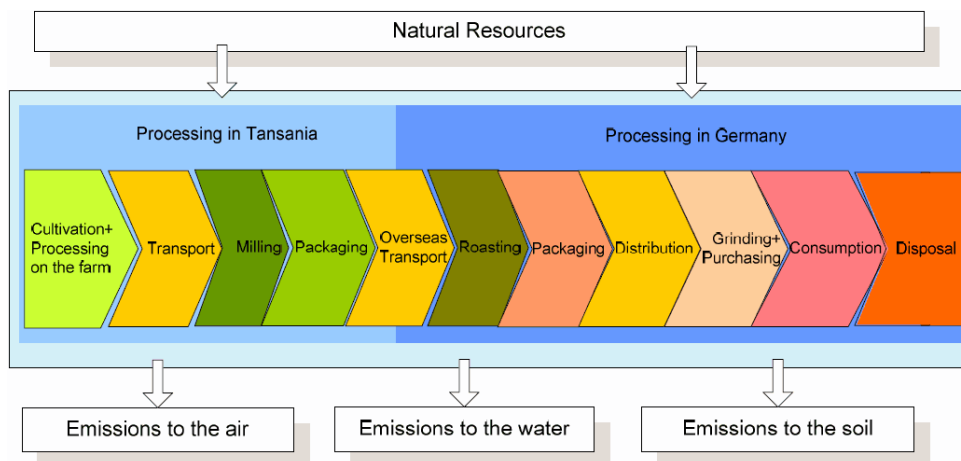 Natural Resources
Processing in Tansania
Processing in Germany
Cultivation+
Processing
on the farm
Transport
Milling
Packaging
Overseas
Transport
Roasting
Packaging
Distribution
Grinding+
Purchasing
Consumption
Disposal
Emissions to the air
Emissions to the water
Emissions to the soil